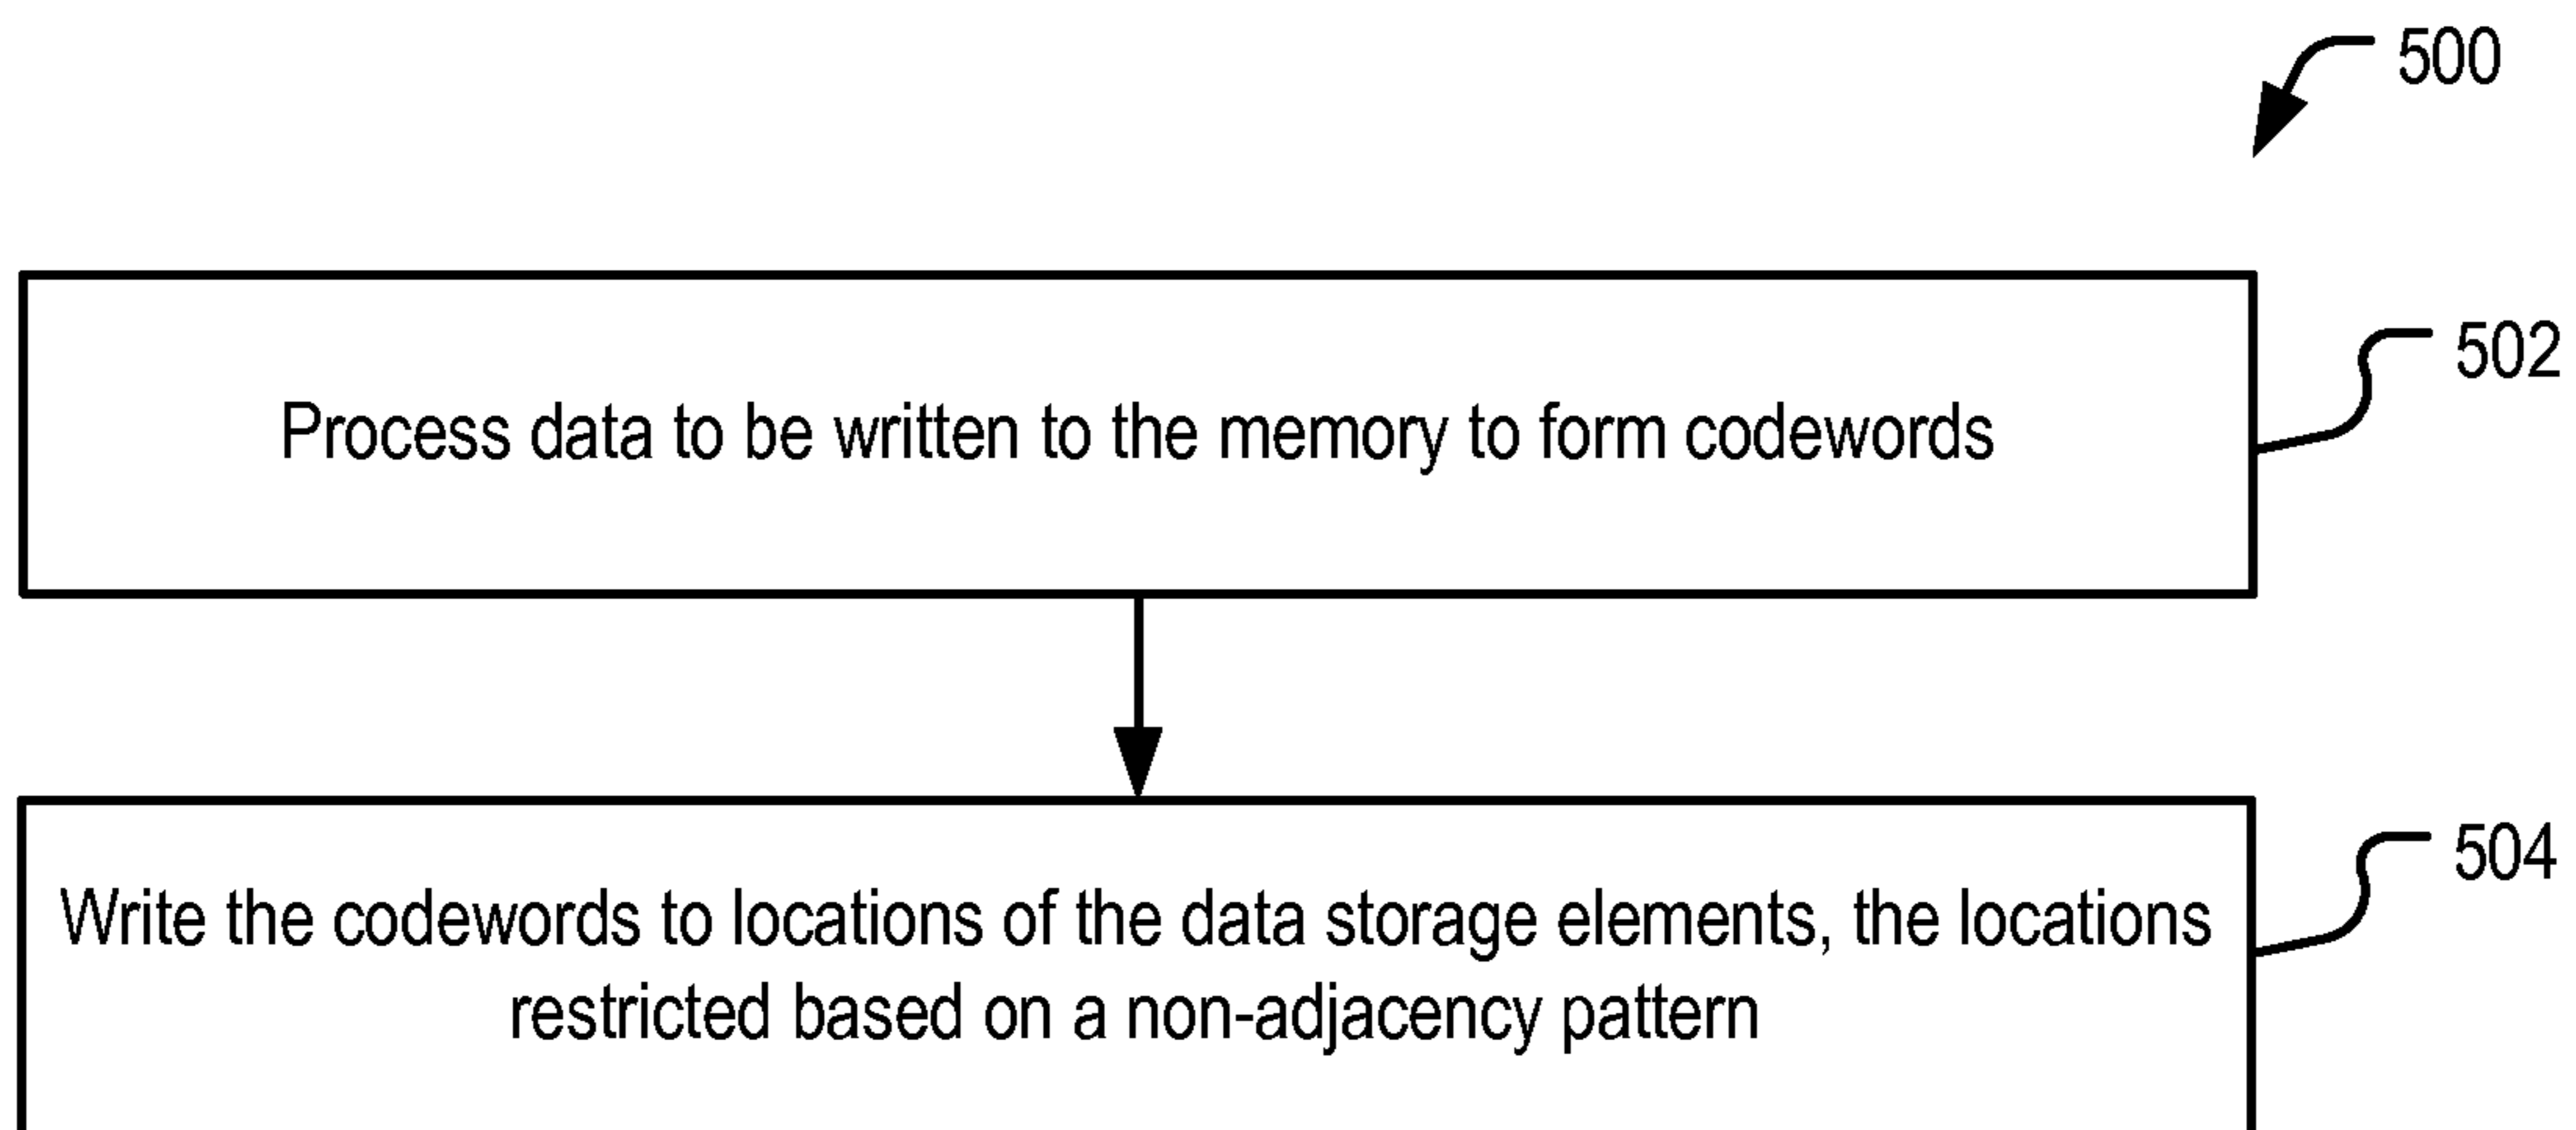 500
502
Process data to be written to the memory to form codewords
504
Write the codewords to locations of the data storage elements, the locations
restricted based on a non-adjacency pattern